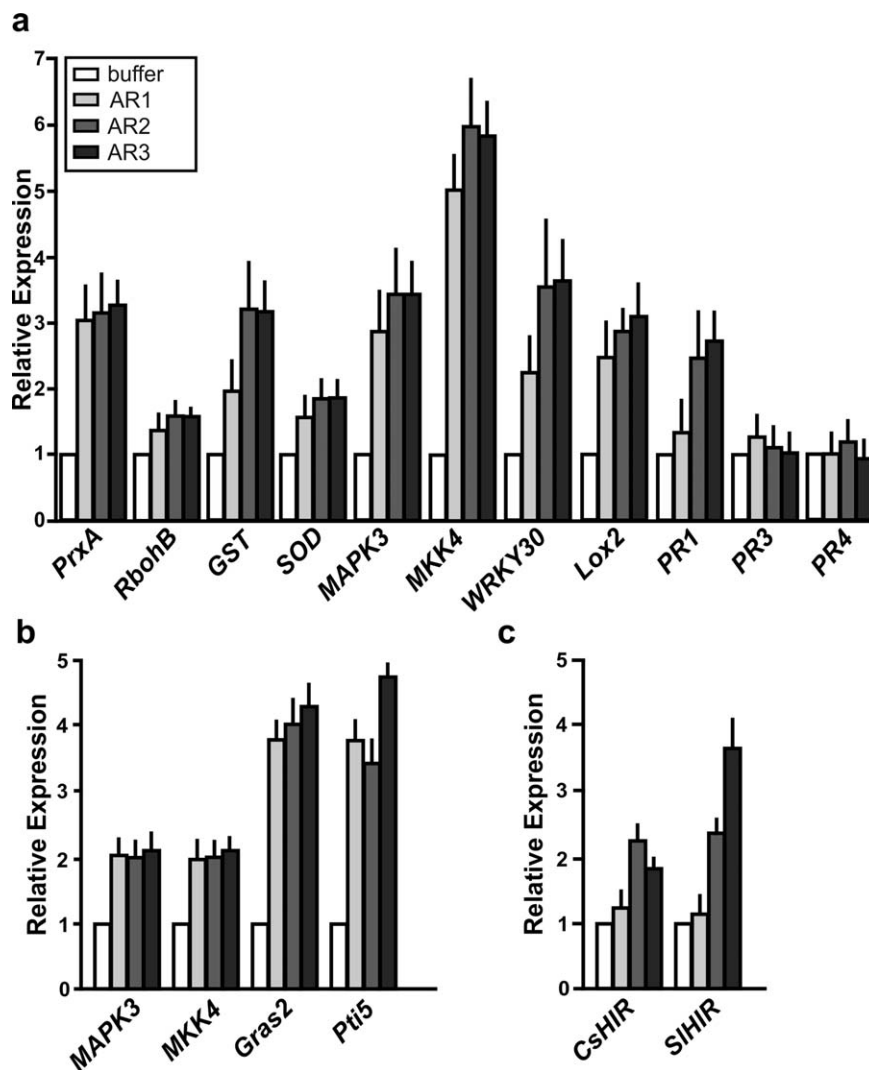 a
Relative Expression
7
6
5
4
3
2
1
0
buffer
AR1
AR2
AR3
PrxA
RbohB
GST
SOD
MAPK3
MKK4
WRKY30
Lox2
PR1
PR3
PR4
b
Relative Expression
5
4
3
2
1
0
MAPK3
MKK4
Gras2
Pti5
c
Relative Expression
5
4
3
2
1
0
CsHIR
SlHIR